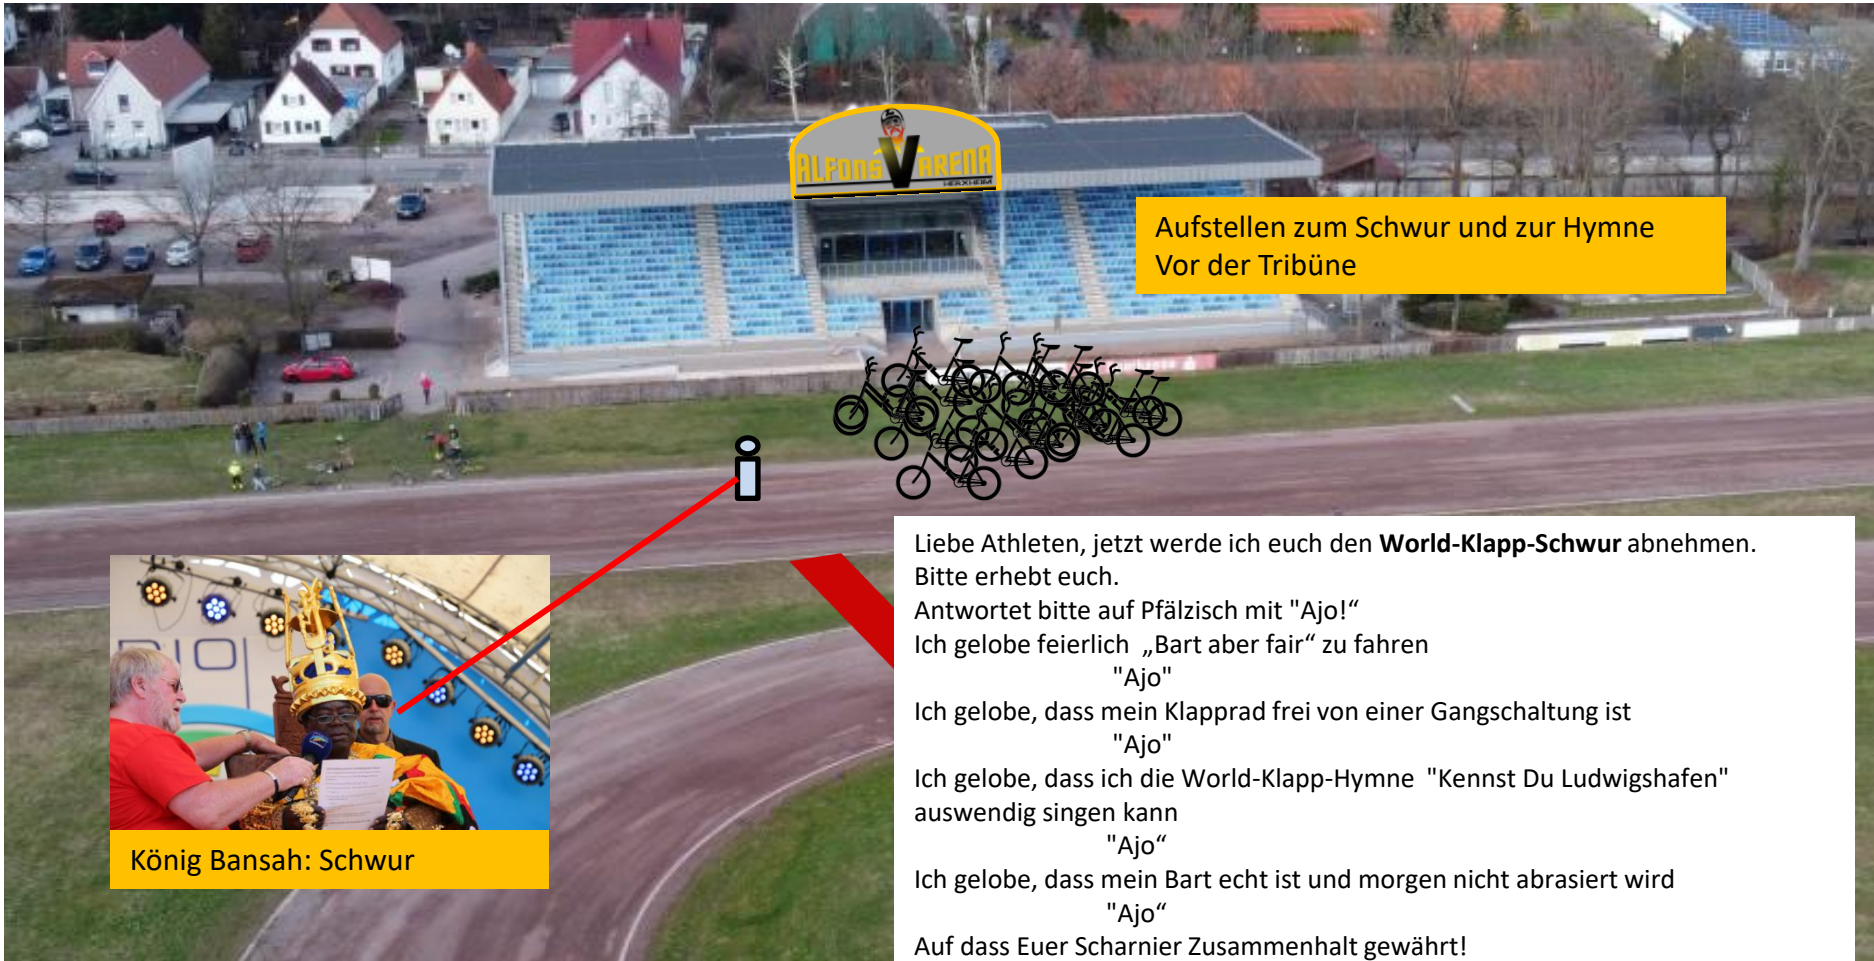 ALFONS V ARENA
HERXHEIM
Aufstellen zum Schwur und zur Hymne
Vor der Tribüne
Liebe Athleten, jetzt werde ich euch den World-Klapp-Schwur abnehmen.
Bitte erhebt euch.
Antwortet bitte auf Pfälzisch mit "Ajo!“
Ich gelobe feierlich „Bart aber fair“ zu fahren
"Ajo"
Ich gelobe, dass mein Klapprad frei von einer Gangschaltung ist
"Ajo"
Ich gelobe, dass ich die World-Klapp-Hymne "Kennst Du Ludwigshafen"
auswendig singen kann
"Ajo“
Ich gelobe, dass mein Bart echt ist und morgen nicht abrasiert wird
"Ajo“
Auf dass Euer Scharnier Zusammenhalt gewährt!
König Bansah: Schwur